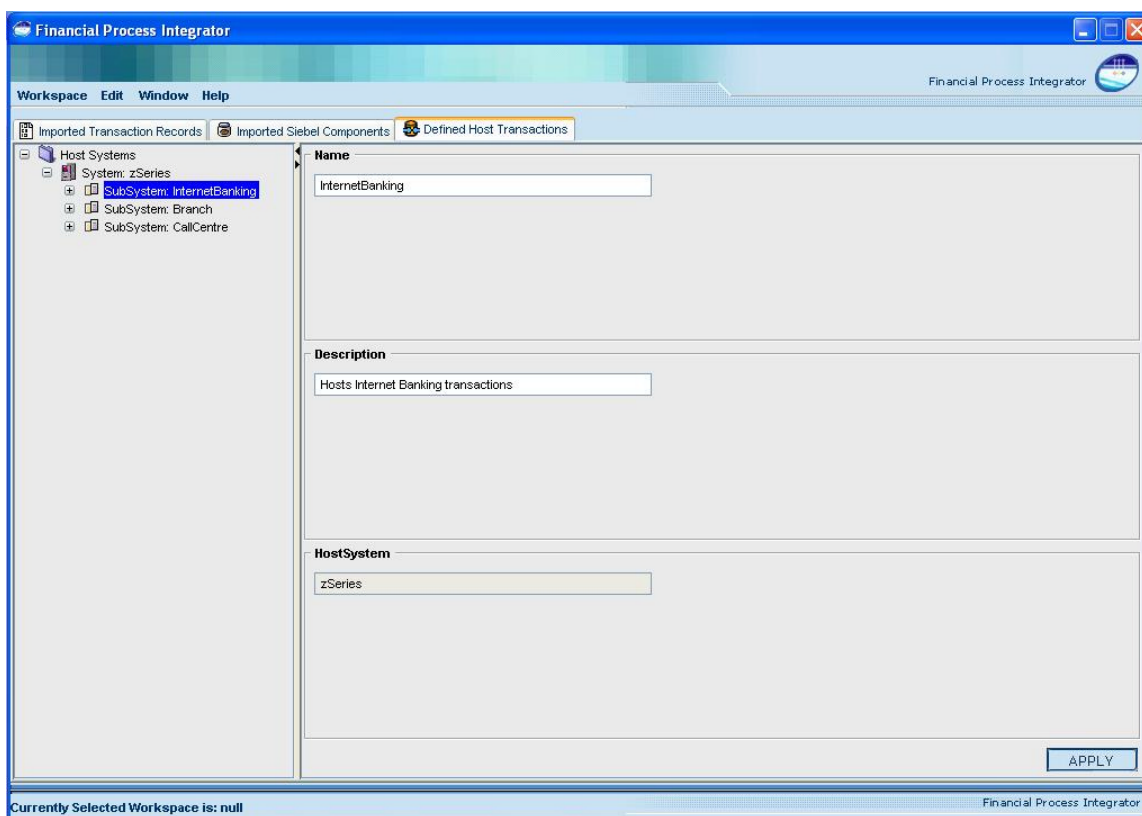 Financial Process Integrator
Financial Process Integrator
Workspace Edit Window Help
Imported Transaction Records Imported Siebel Components Defined Host Transactions
Host Systems
System: zSeries
SubSystem: InternetBanking
SubSystem: Branch
SubSystem: CallCentre
Name
InternetBanking
Description
Hosts Internet Banking transactions
HostSystem
zSeries
APPLY
Currently Selected Workspace is: null
Financial Process Integrator